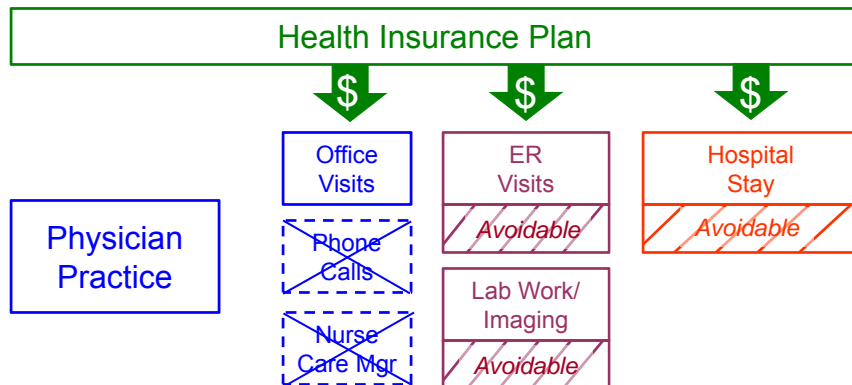 Health Insurance Plan
$ $ $
Office
Visits
ER
Visits
Avoidable
Hospital
Stay
Avoidable
Physician
Practice
Phone
Calls
Nurse
Care Mgr
Lab Work/
Imaging
Avoidable